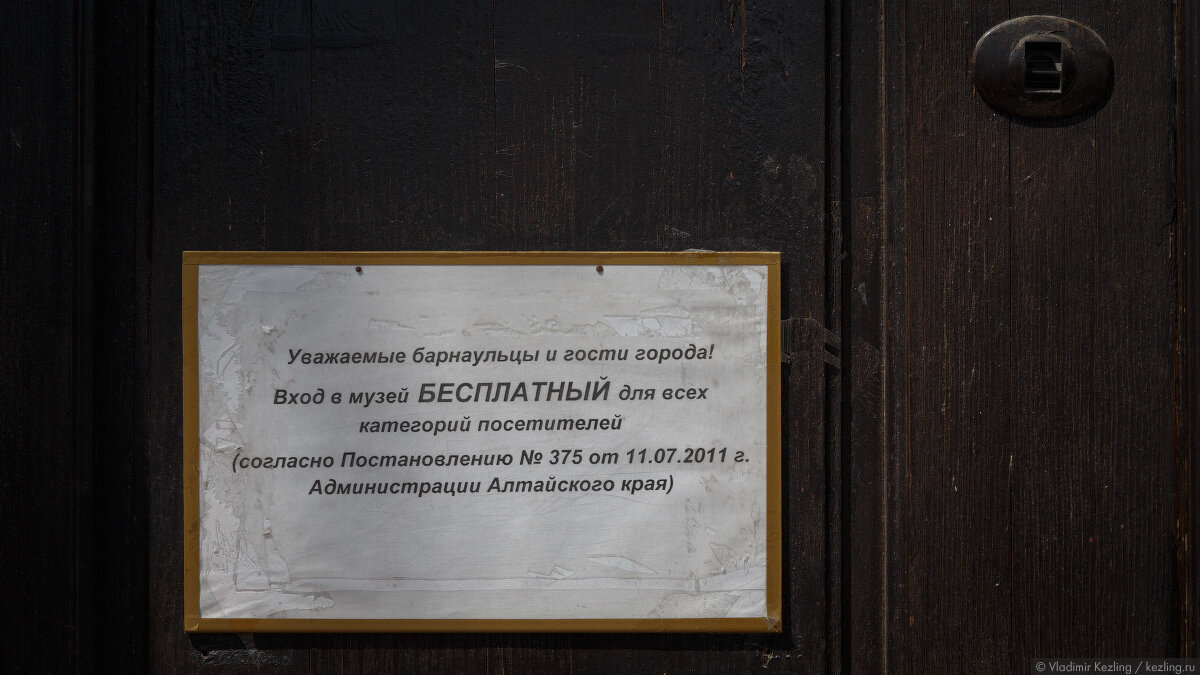 Уважаемые барнаульцы и гости города!
Вход в музей БЕСПЛАТНЫЙ для всех
категорий посетителей
(согласно Постановлению № 375 от 11.07.2011 г.
Администрации Алтайского края)
© Vladimir Kezling / kezling.ru